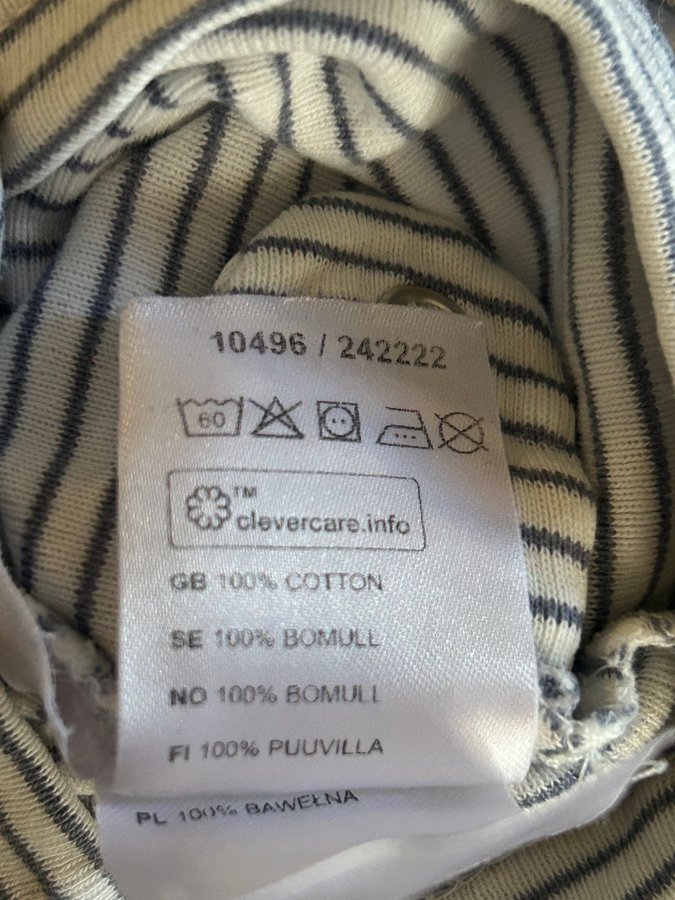 10496 / 242222
60
™
clevercare.info
GB 100% COTTON
SE 100% BOMULL
NO 100% BOMULL
FI 100% PUUVILLA
PL 100% BAWEŁNA